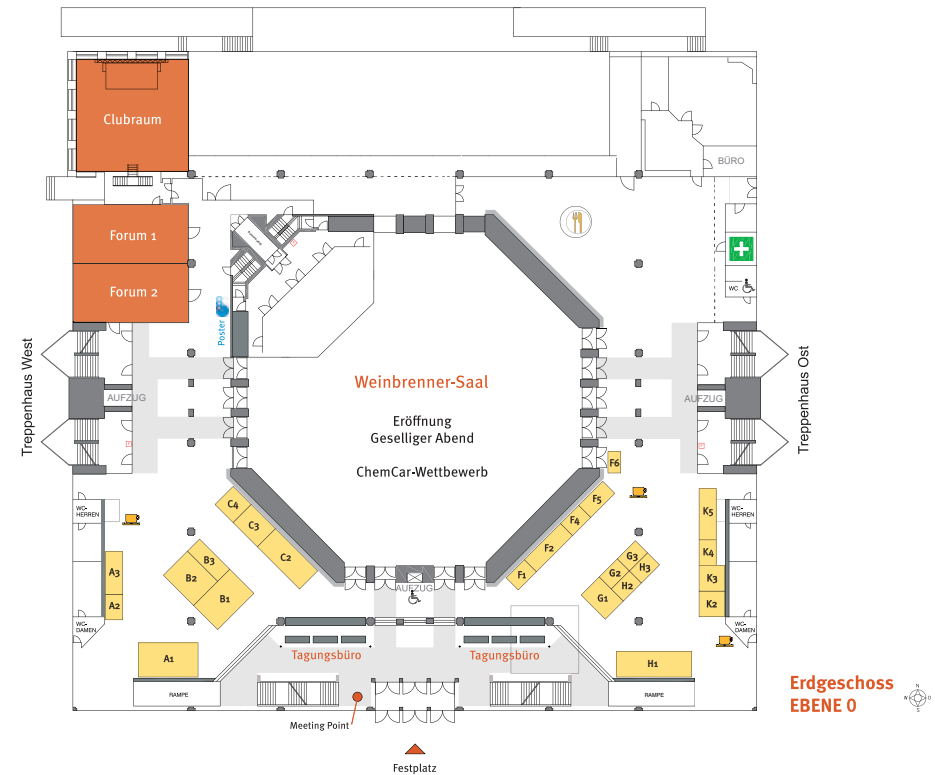 Clubraum
BÜRO
Forum 1
Forum 2
WC
Poster
Treppenhaus West
AUFZUG
Weinbrenner-Saal
Eröffnung
Geselliger Abend
ChemCar-Wettbewerb
AUFZUG
Treppenhaus Ost
F6
C4
C3
C2
F5
F4
F2
F1
K5
K4
K3
K2
WC-
HERREN
WC-
HERREN
A3
A2
B3
B2
B1
G3
H3
G2
H2
G1
AUFZUG
WC-
DAMEN
WC-
DAMEN
A1
Tagungsbüro
Tagungsbüro
H1
RAMPE
RAMPE
Meeting Point
Festplatz
Erdgeschoss
EBENE 0
N
W O
S